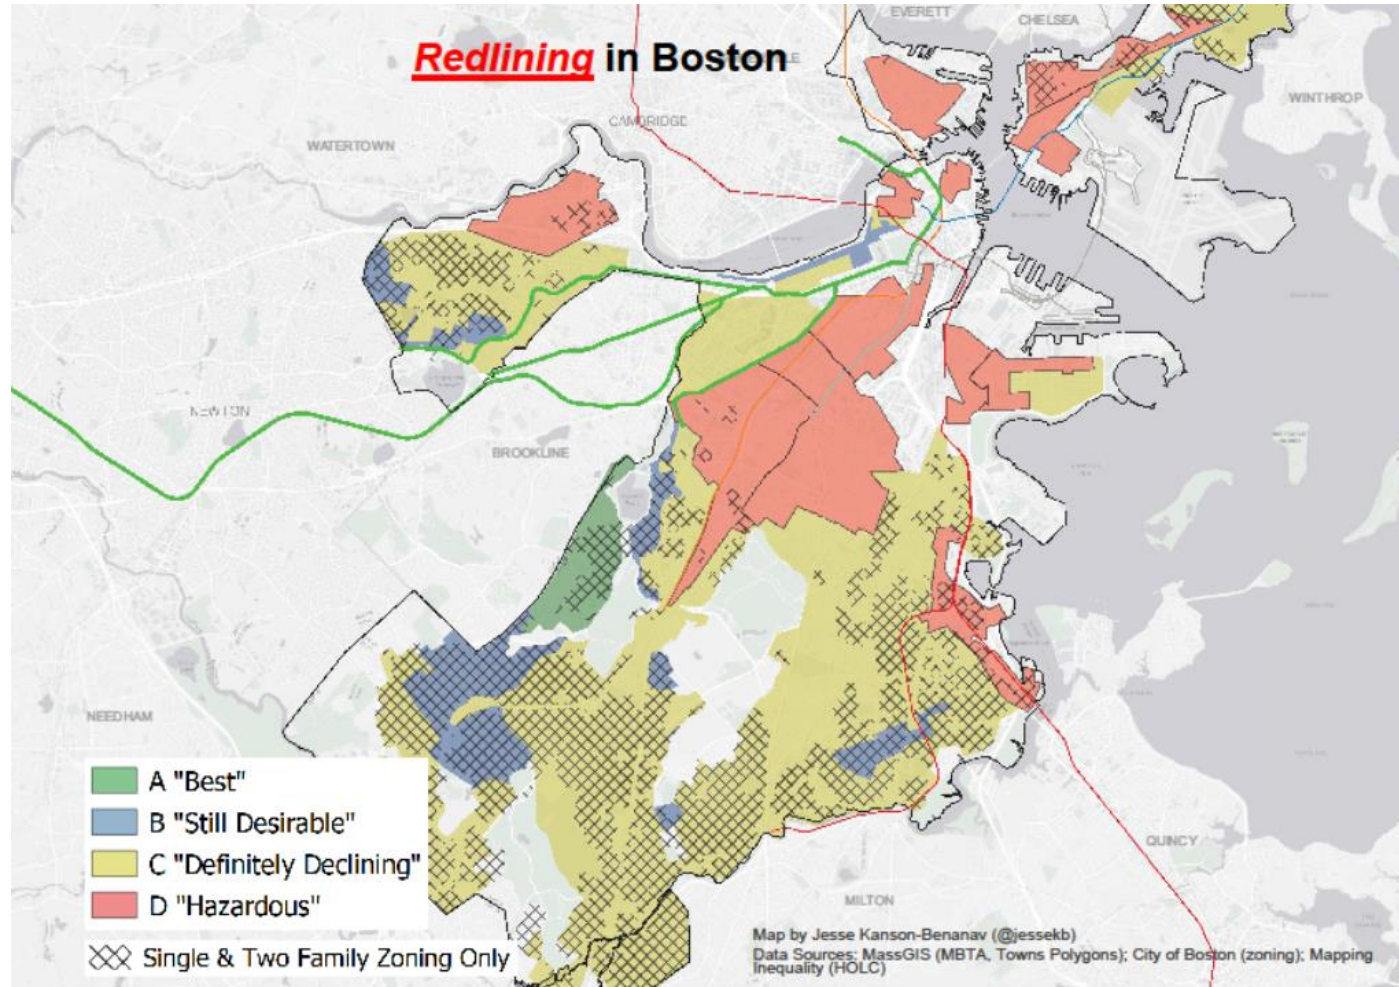 Redlining in Boston
EVERETT
CHELSEA
WINTHROP
CAMBRIDGE
WATERTOWN
NEWTON
BROOKLINE
NEEDHAM
A "Best"
B "Still Desirable"
C "Definitely Declining"
D "Hazardous"
Single & Two Family Zoning Only
QUINCY
MILTON
Map by Jesse Kanson-Benanav (@jessekb)
Data Sources: MassGIS (MBTA, Towns Polygons); City of Boston (zoning); Mapping
Inequality (HOLC)